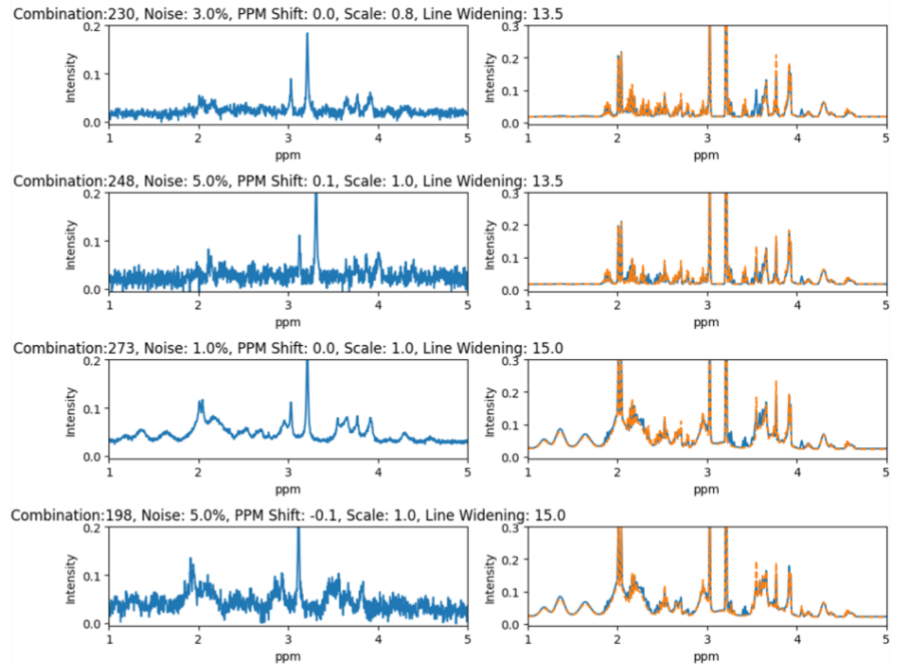 Combination:230, Noise: 3.0%, PPM Shift: 0.0, Scale: 0.8, Line Widening: 13.5
Intensity
0.2
0.1
0.0
1 2 3 4 5
ppm
0.3
0.2
0.1
0.0
Intensity
1 2 3 4 5
ppm
Combination:248, Noise: 5.0%, PPM Shift: 0.1, Scale: 1.0, Line Widening: 13.5
Intensity
0.2
0.1
0.0
1 2 3 4 5
ppm
Intensity
0.3
0.2
0.1
0.0
1 2 3 4 5
ppm
Combination:273, Noise: 1.0%, PPM Shift: 0.0, Scale: 1.0, Line Widening: 15.0
Intensity
0.2
0.1
0.0
1 2 3 4 5
ppm
Intensity
0.3
0.2
0.1
0.0
1 2 3 4 5
ppm
Combination:198, Noise: 5.0%, PPM Shift: -0.1, Scale: 1.0, Line Widening: 15.0
Intensity
0.2
0.1
0.0
1 2 3 4 5
ppm
Intensity
0.3
0.2
0.1
0.0
1 2 3 4 5
ppm